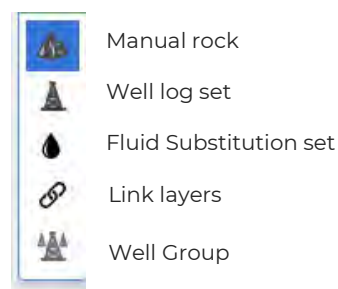 Manual rock
Well log set
Fluid Substitution set
Link layers
Well Group